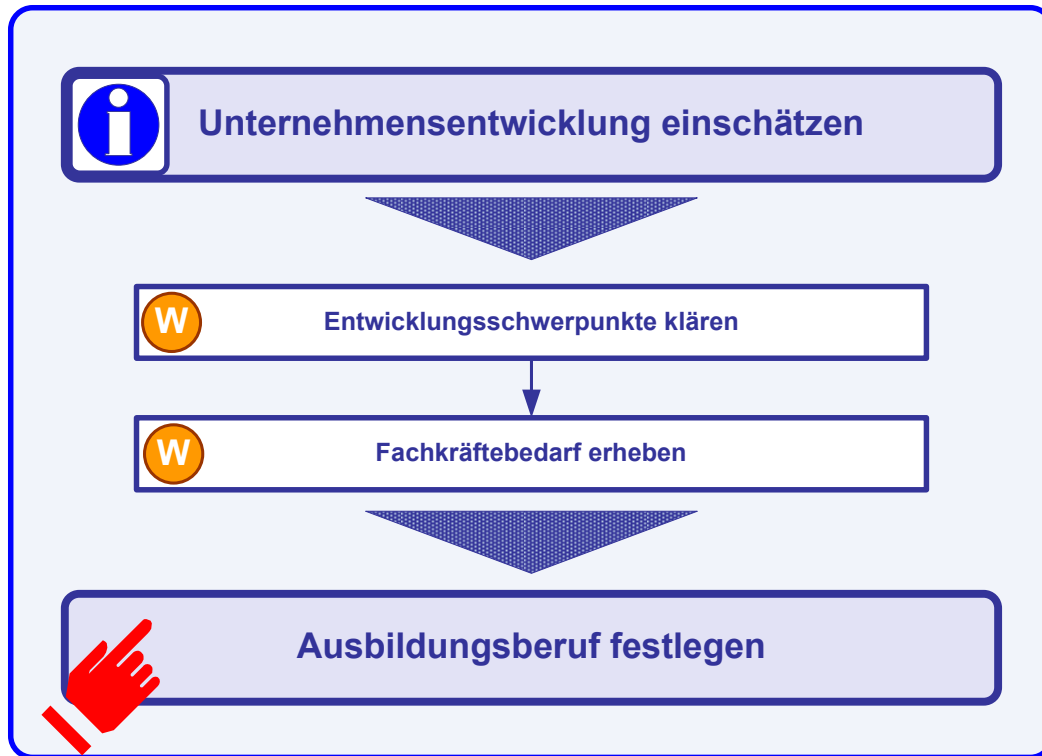 i
Unternehmensentwicklung einschätzen
W
Entwicklungsschwerpunkte klären
W
Fachkräftebedarf erheben
Ausbildungsberuf festlegen